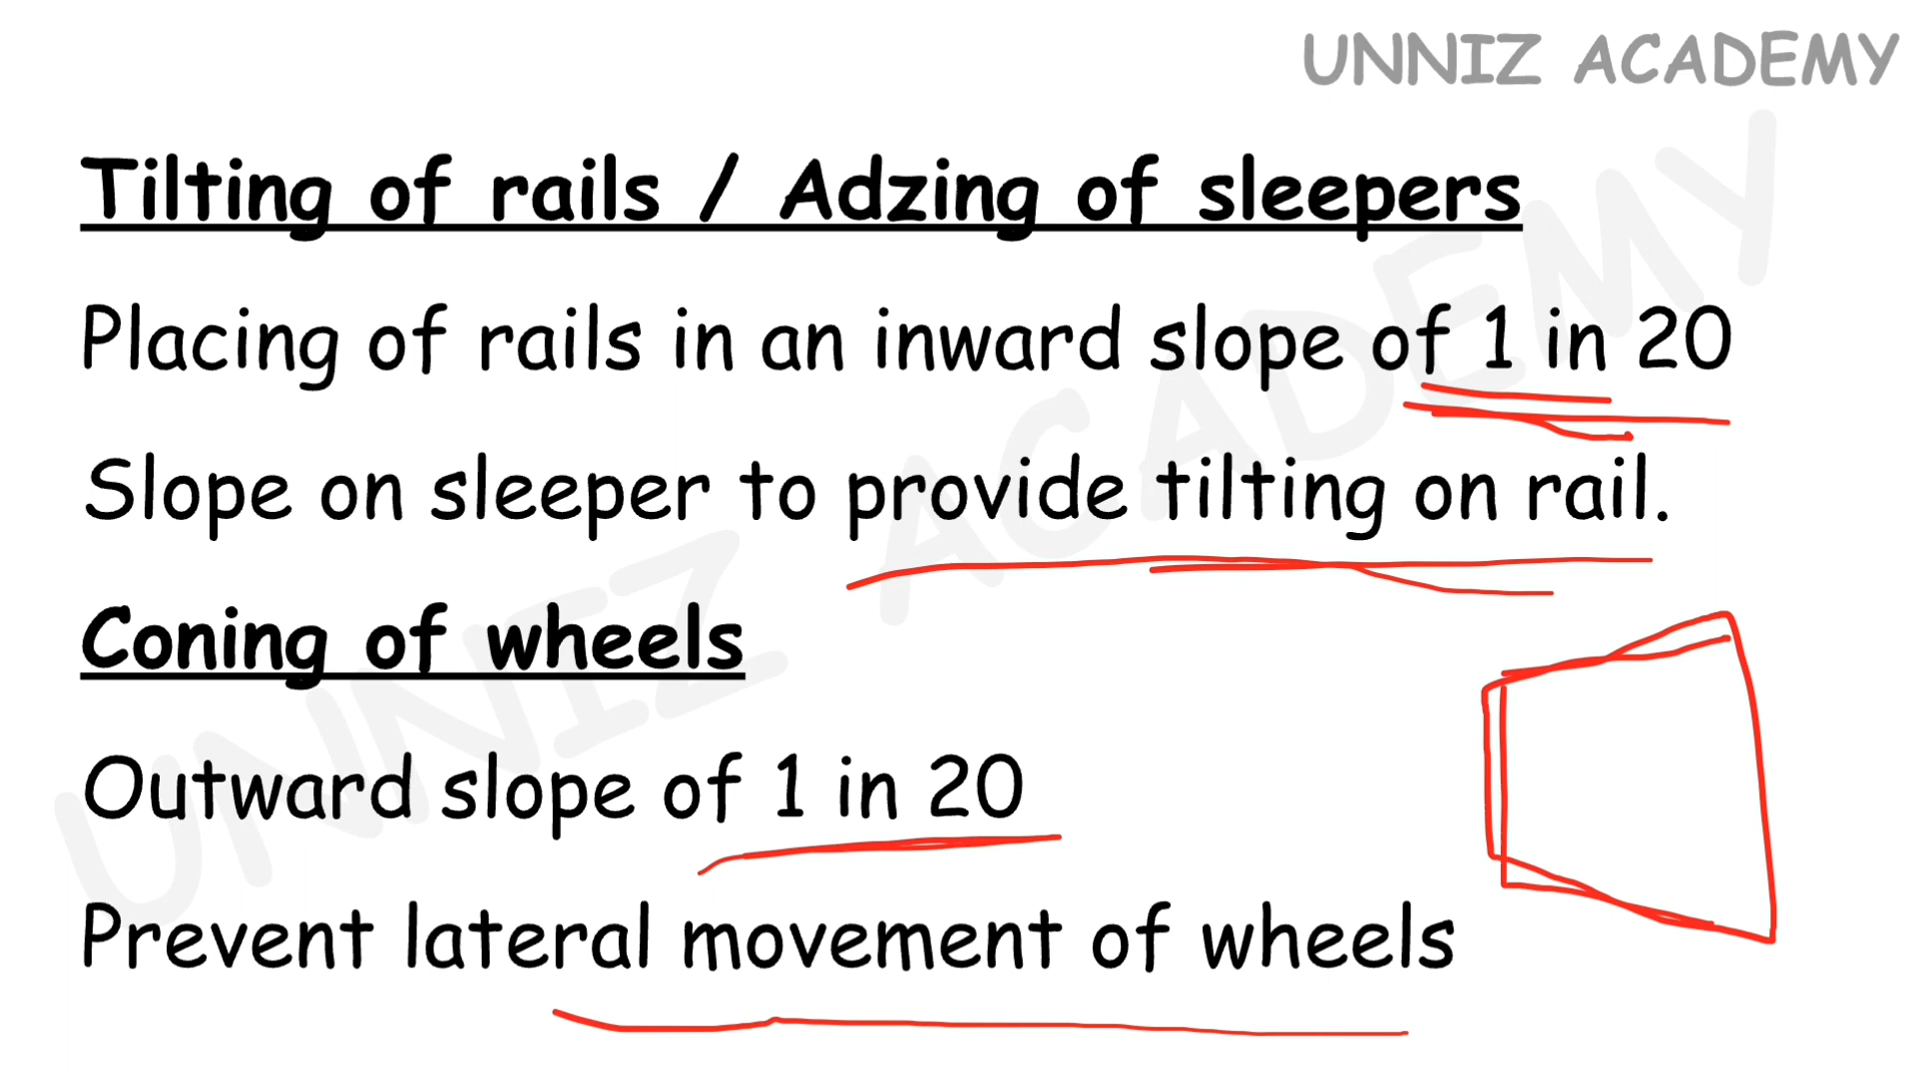 UNNIZ ACADEMY
Tilting of rails / Adzing of sleepers
Placing of rails in an inward slope of 1 in 20
Slope on sleeper to provide tilting on rail.
Coning of wheels
Outward slope of 1 in 20
Prevent lateral movement of wheels
UNNIZ ACADEMY